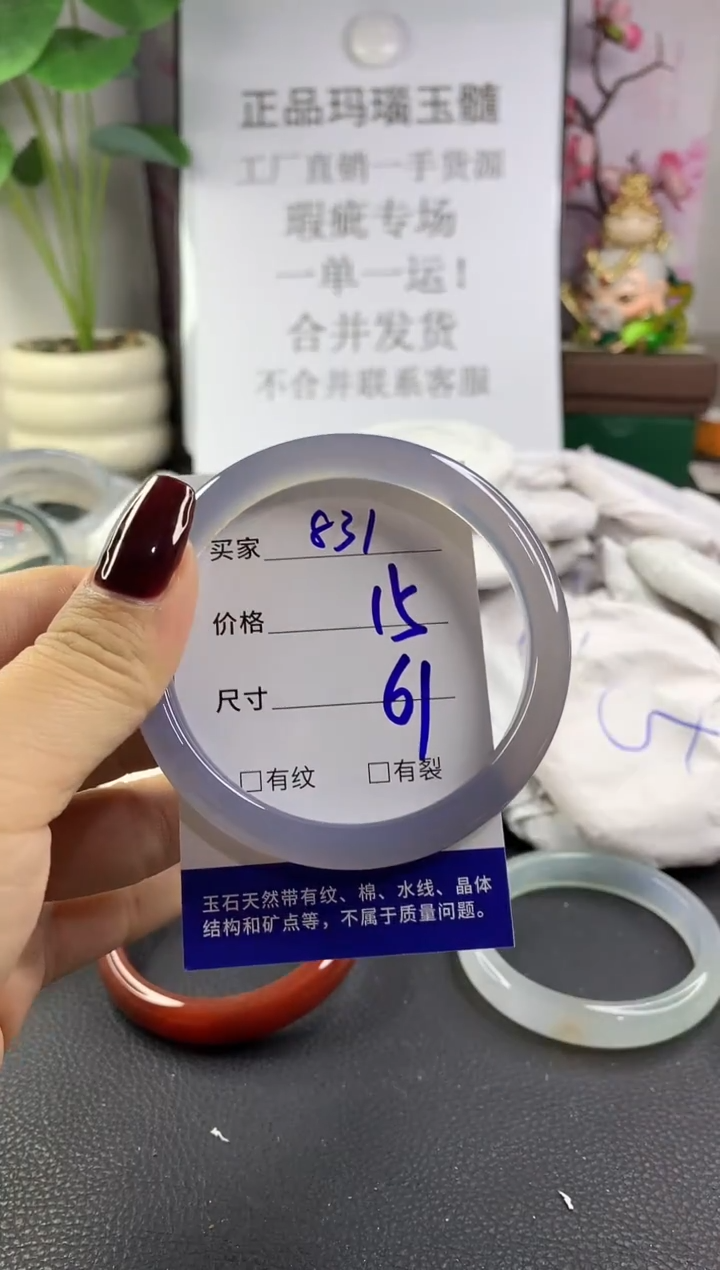 正品玛瑙玉髓
工厂直销一手货源
瑕疵专场
一单一运！
合并发货
不合并联系客服
买家 831
价格 15
尺寸 61
□有纹 □有裂
玉石天然带有纹、棉、水线、晶体
结构和矿点等，不属于质量问题。